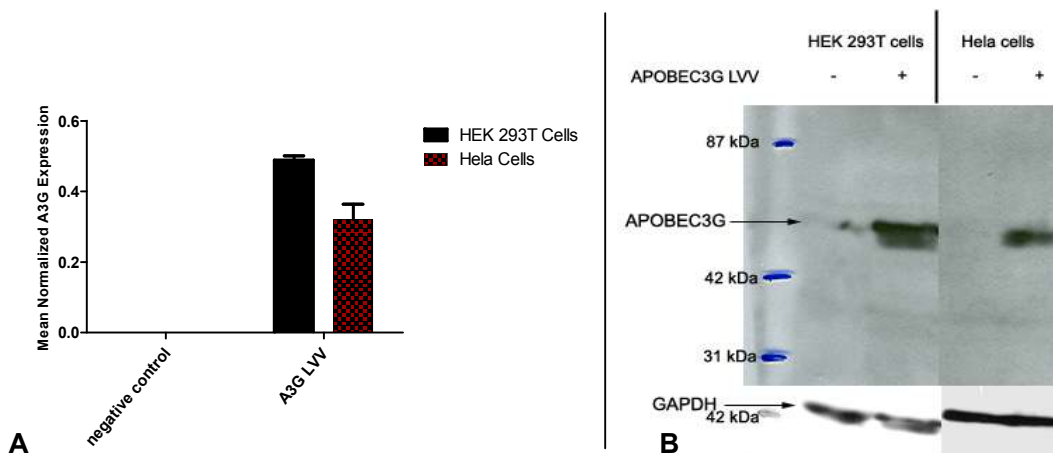 Mean Normalized A3G Expression
0.6
0.4
0.2
0.0
negative control
A3G LVV
HEK 293T Cells
Hela Cells
A
HEK 293T cells
Hela cells
APOBEC3G LVV
- + - +
87 kDa
APOBEC3G
42 kDa
31 kDa
GAPDH
42 kDa
B